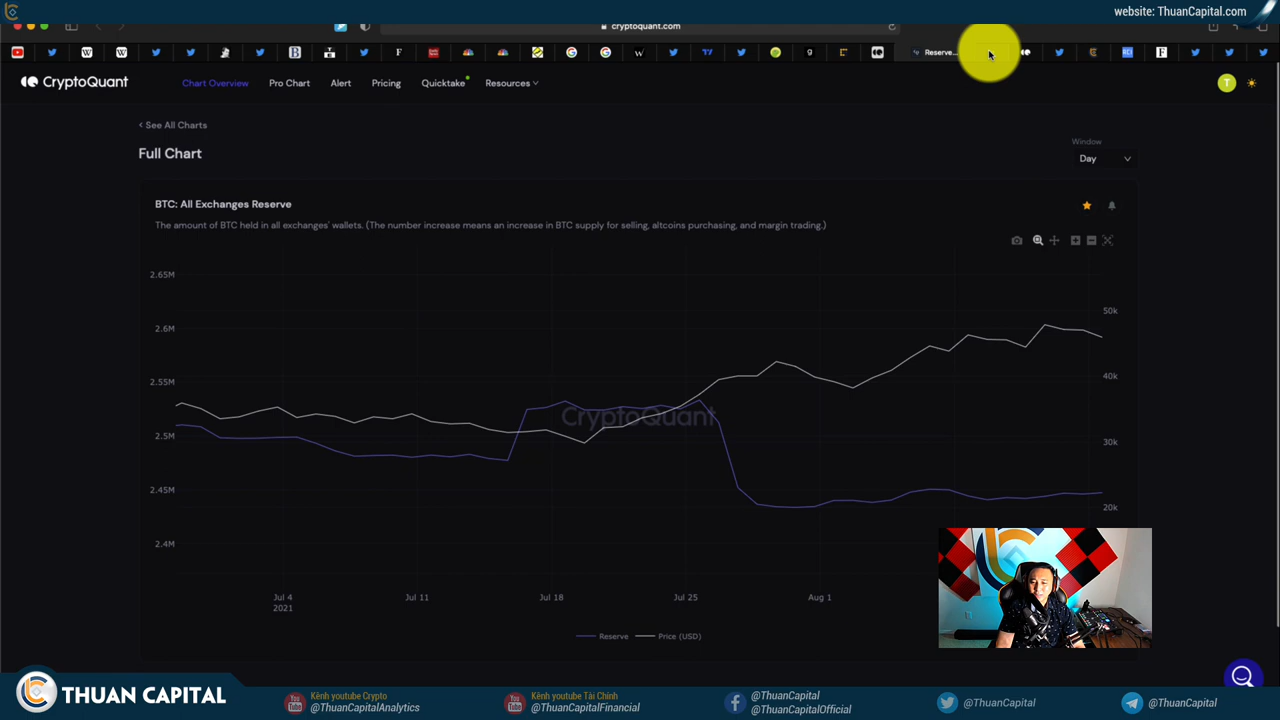 website: ThuanCapital.com
cryptoquant.com
Reserve...
CryptoQuant
Chart Overview
Pro Chart
Alert
Pricing
Quicktake
Resources
T
< See All Charts
Full Chart
Window
Day
BTC: All Exchanges Reserve
The amount of BTC held in all exchanges' wallets. (The number increase means an increase in BTC supply for selling, altcoins purchasing, and margin trading.)
2.65M
2.6M
2.55M
2.5M
2.45M
2.4M
50k
40k
30k
20k
CryptoQuant
Jul 4
2021
Jul 11
Jul 18
Jul 25
Aug 1
Reserve
Price (USD)
THUAN CAPITAL
Kênh youtube Crypto
@ThuanCapitalAnalytics
Kênh youtube Tài Chính
@ThuanCapitalFinancial
@ThuanCapital
@ThuanCapitalOfficial
@ThuanCapital
@ThuanCapital